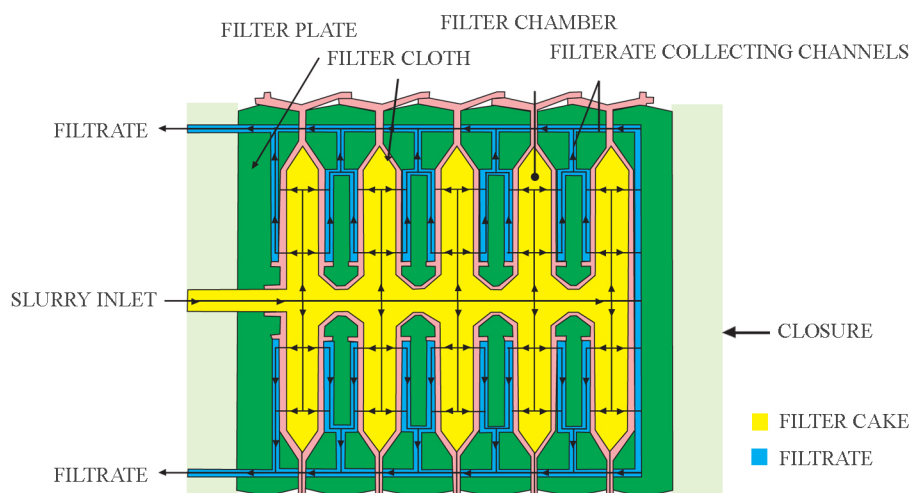 FILTER CHAMBER
FILTER PLATE
FILTERATE COLLECTING CHANNELS
FILTER CLOTH
FILTRATE
SLURRY INLET
CLOSURE
FILTER CAKE
FILTRATE
FILTRATE